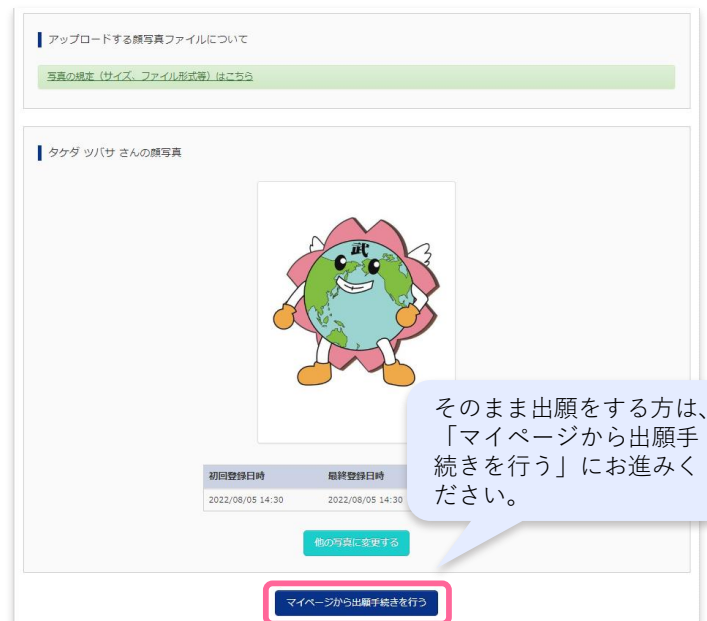 アップロードする顔写真ファイルについて
写真の規定（サイズ、ファイル形式等）はこちら
タケダ ツバサ さんの顔写真
武
そのまま出願をする方は、
「マイページから出願手
続きを行う」にお進みく
ださい。
初回登録日時 最終登録日時
2022/08/05 14:30 2022/08/05 14:30
他の写真に変更する
マイページから出願手続きを行う